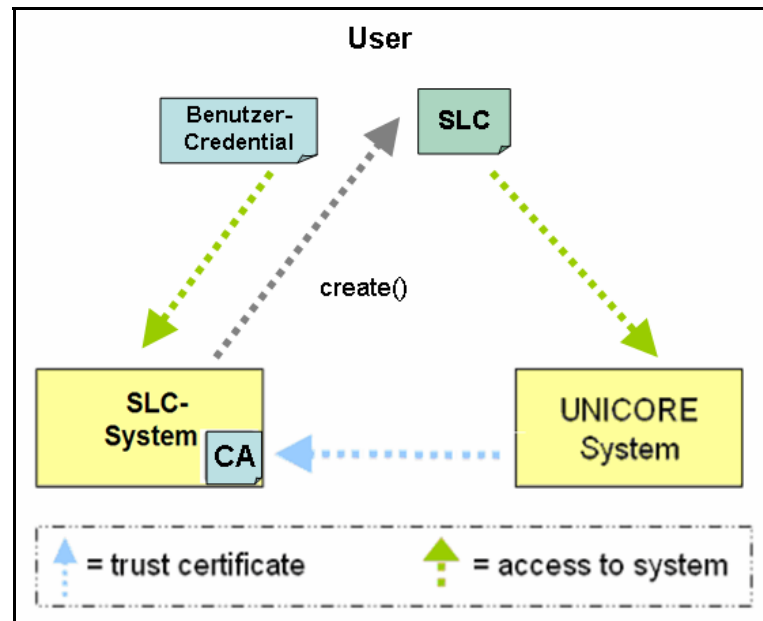 User
Benutzer-
Credential
SLC
create()
SLC-
System
CA
UNICORE
System
= trust certificate
= access to system